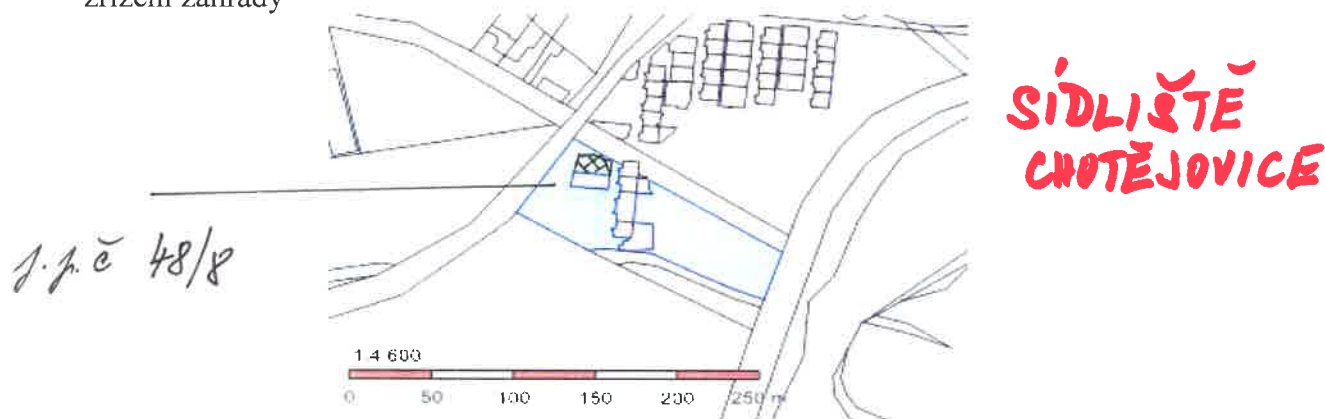 zřízení zahrady
SÍDLIŠTĚ
CHOTĚJOVICE
p.p.č 48/8
1:4 600
0 50 100 150 200 250 m